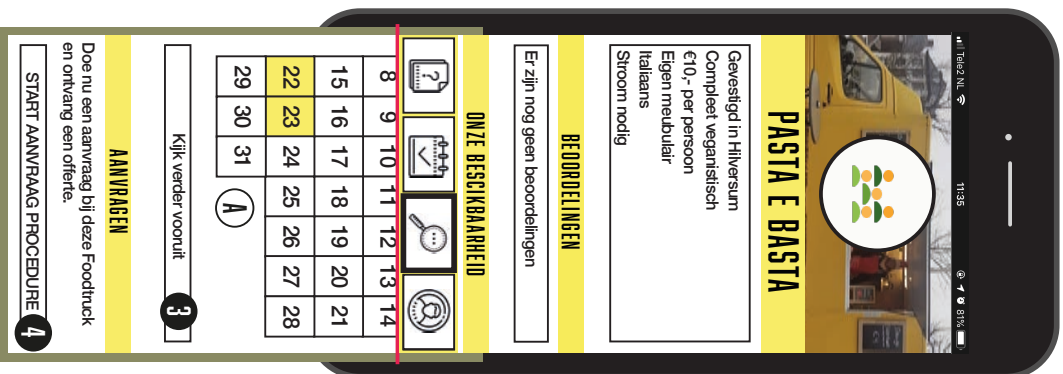 Tele2 NL 11:35 81%
PASTA E BASTA
Gevestigd in Hilversum
Compleet veganistisch
€10,- per persoon
Eigen meubulair
Italiaans
Stroom nodig
BEOORDELINGEN
Er zijn nog geen beoordelingen
ONZE BESCIKBAARHEID
?
8 9 10 11 12 13 14
15 16 17 18 19 20 21
22 23 24 25 26 27 28
29 30 31
A
Kijk verder vooruit
3
AANVRAGEN
Doe nu een aanvraag bij deze Foodtruck
en ontvang een offerte.
START AANVRAAG PROCEDURE
4